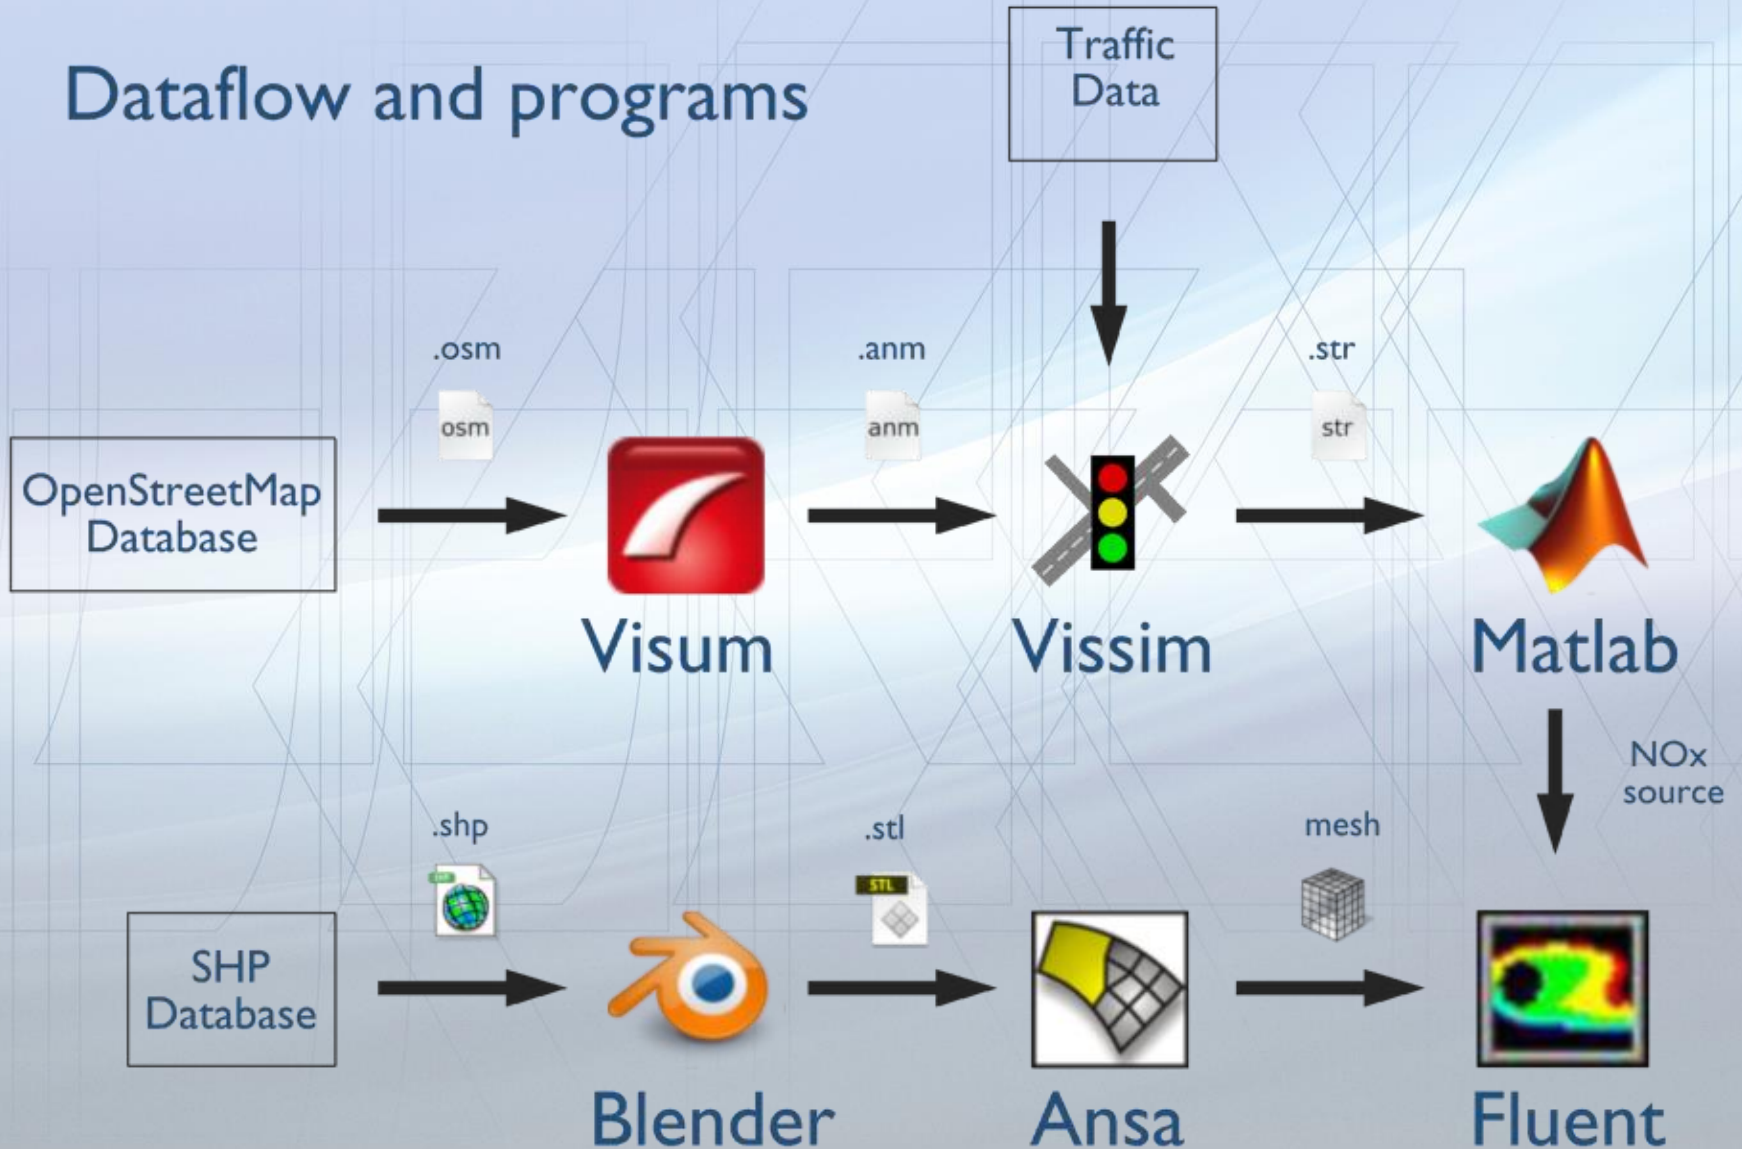 Dataflow and programs
Traffic
Data
.osm
osm
.anm
anm
.str
str
OpenStreetMap
Database
Visum
Vissim
Matlab
NOx
source
.shp
.stl
STL
mesh
SHP
Database
Blender
Ansa
Fluent